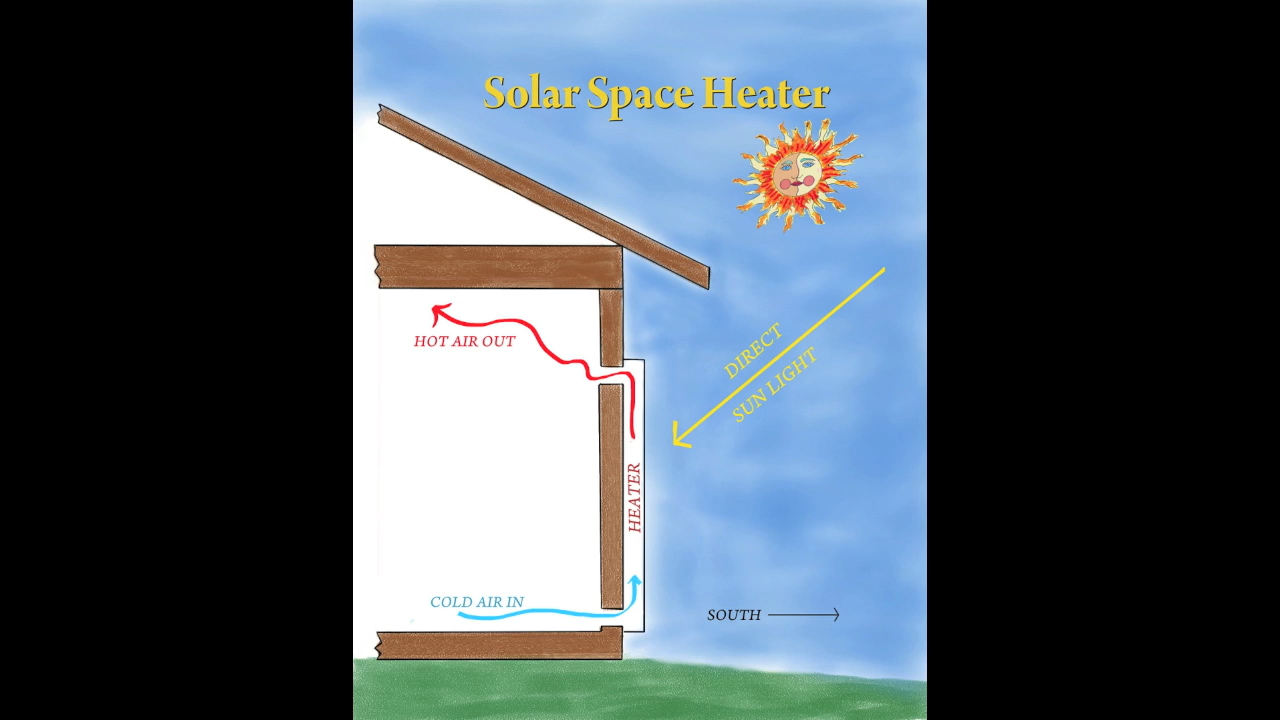 Solar Space Heater
HOT AIR OUT
DIRECT
SUN LIGHT
HEATER
COLD AIR IN
SOUTH